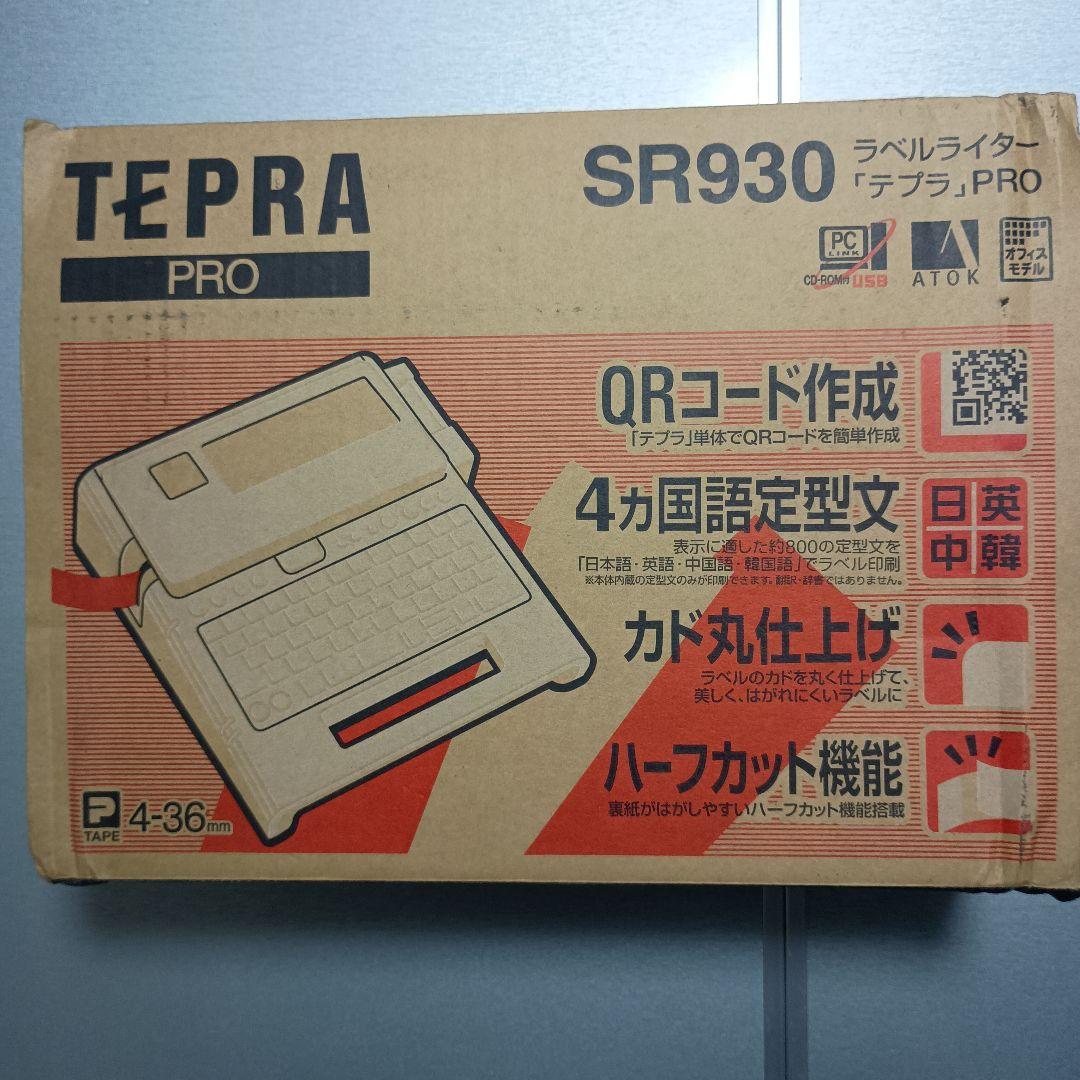 TEPRA
PRO
SR930
ラベルライター
「テプラ」PRO
PC
LINK
CD-ROM付 USB
ATOK
オフィス
モデル
QRコード作成
「テプラ」単体でQRコードを簡単作成
4ヵ国語定型文
表示に適した約800の定型文を
「日本語・英語・中国語・韓国語」でラベル印刷
※本体内蔵の定型文のみが印刷できます。翻訳・辞書ではありません。
日 英
中 韓
カド丸仕上げ
ラベルのカドを丸く仕上げて、
美しく、はがれにくいラベルに
ハーフカット機能
裏紙がはがしやすいハーフカット機能搭載
P
TAPE
4-36mm